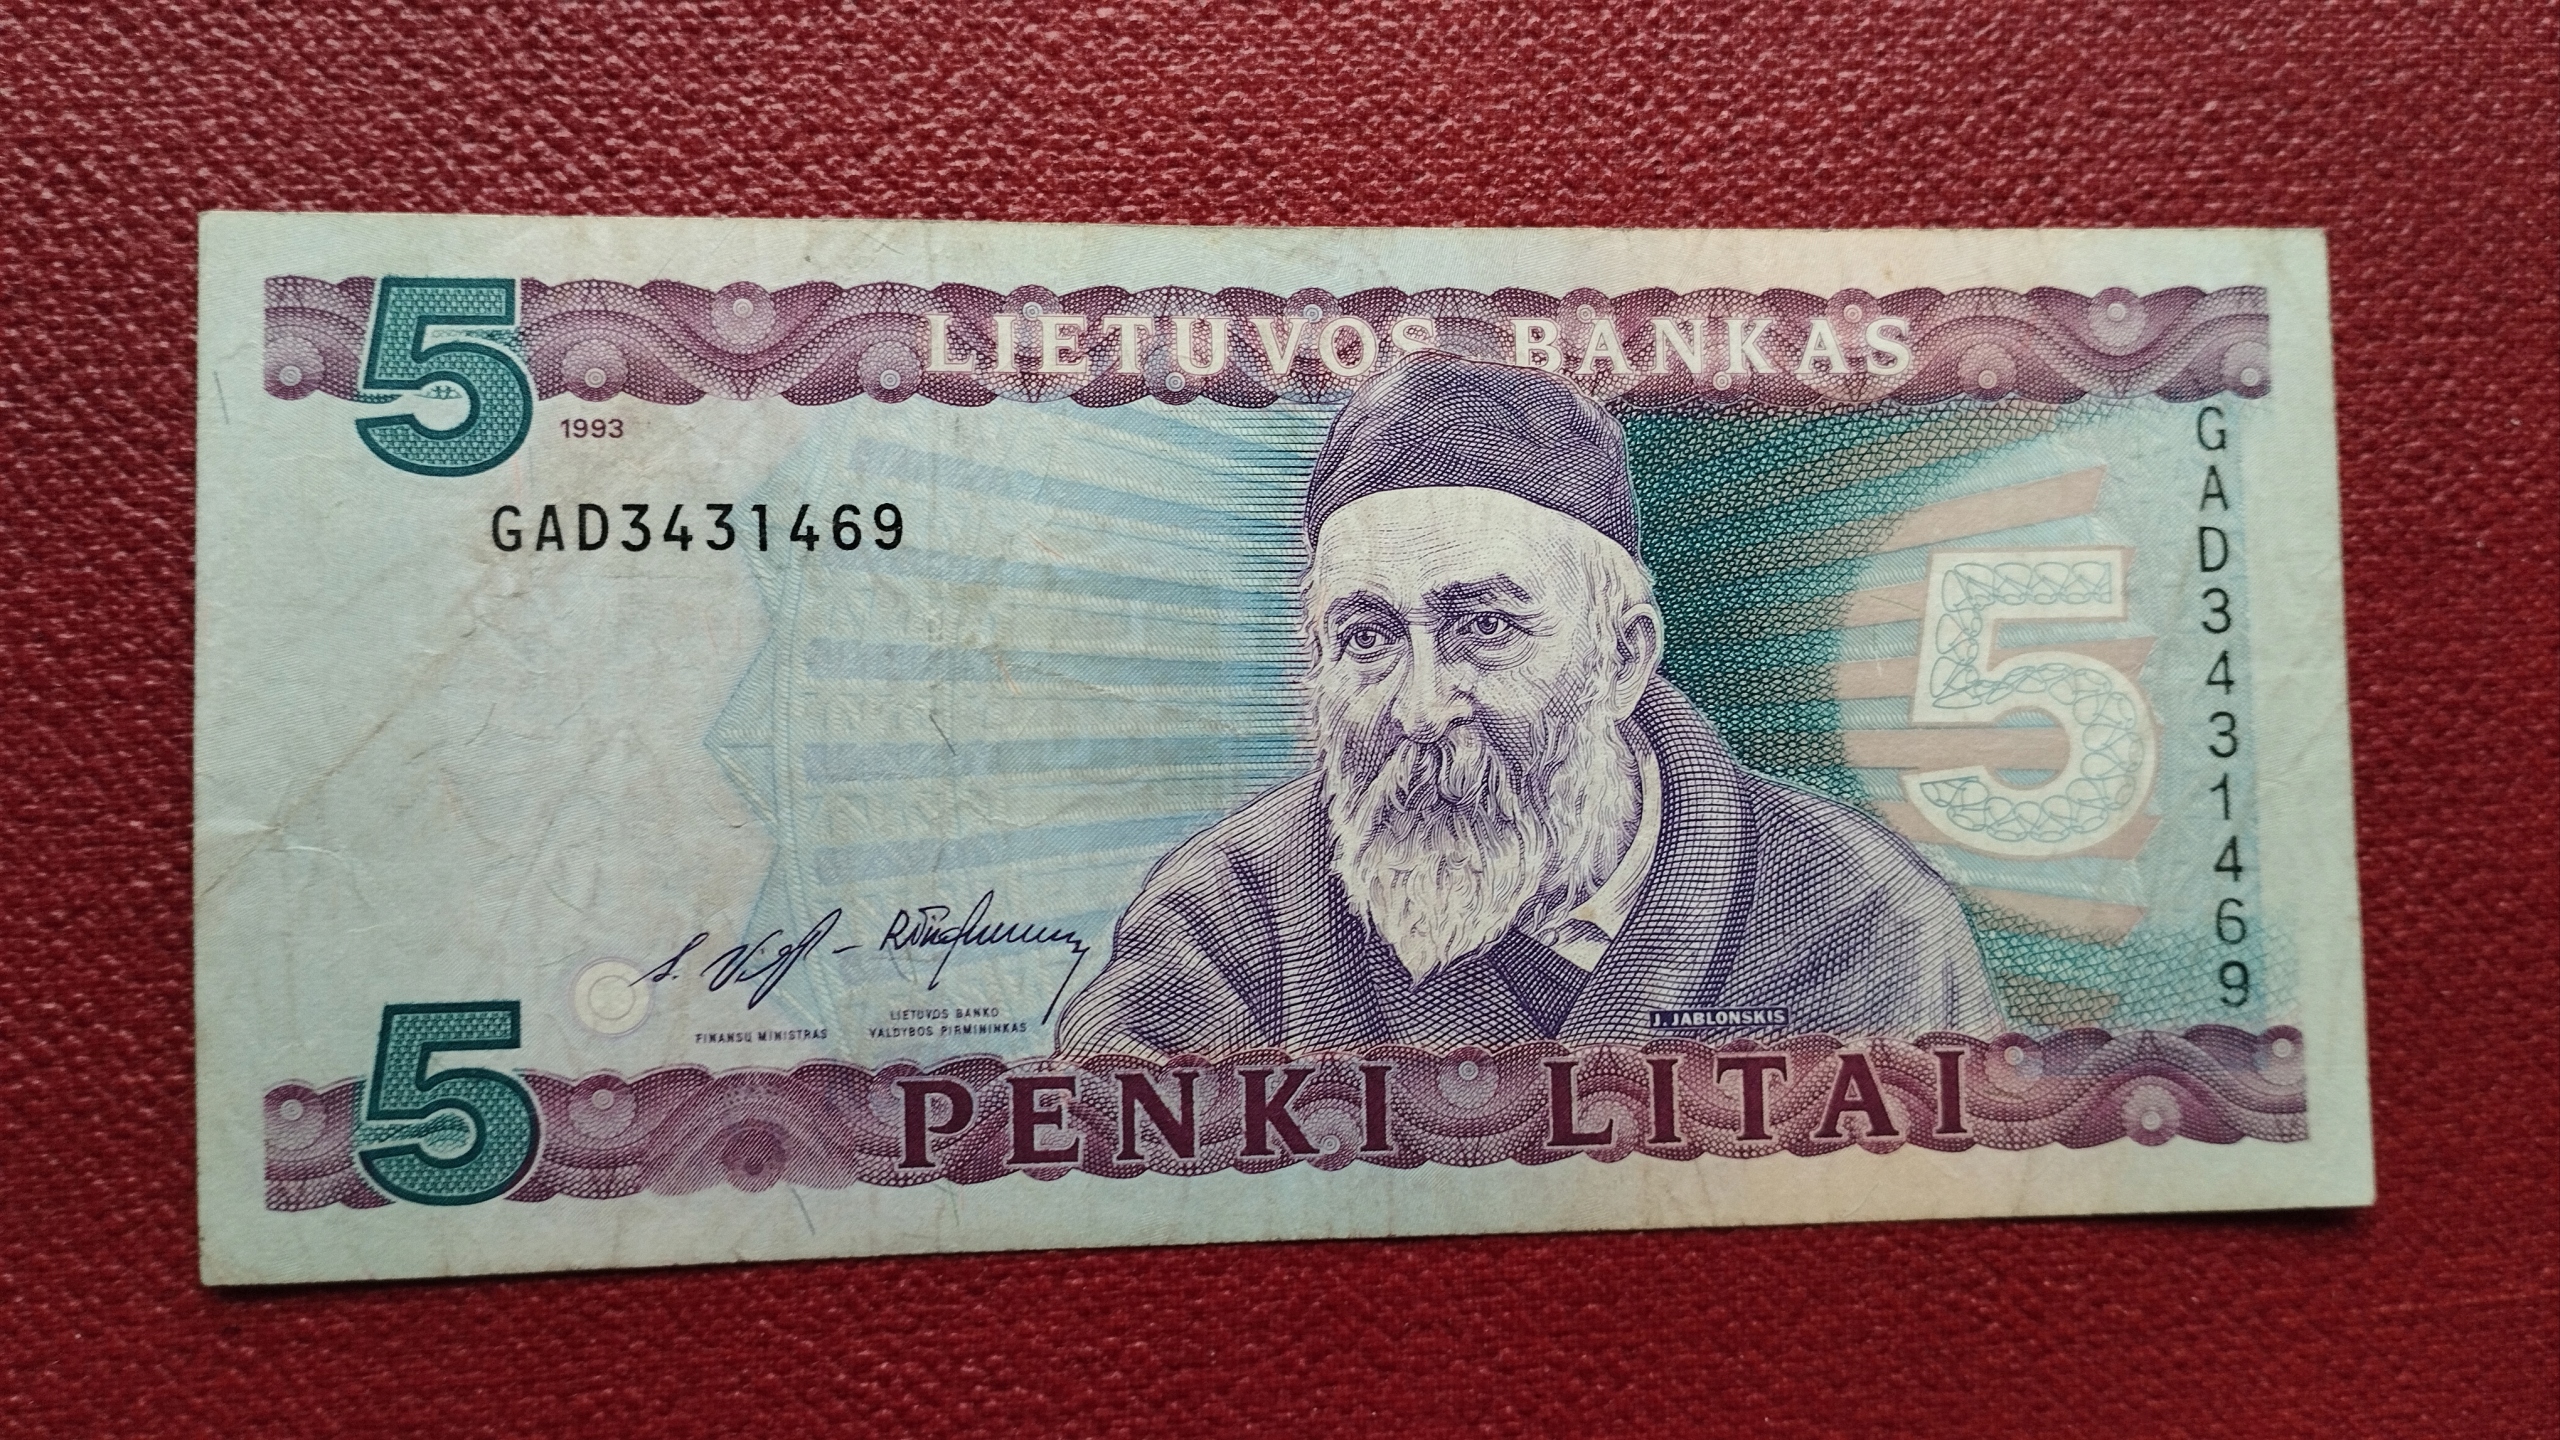 5
LIETUVOS BANKAS
1993
GAD3431469
GAD3431469
5
LIETUVOS BANKO
FINANSŲ MINISTRAS VALDYBOS PIRMININKAS
J. JABLONSKIS
5
PENKI LITAI